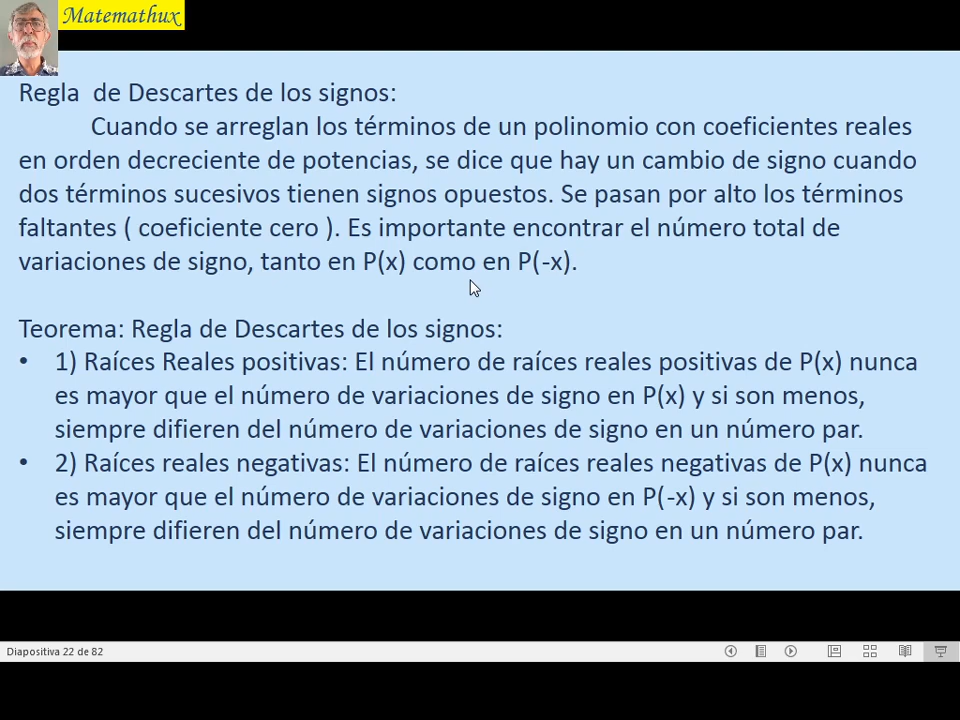 Matemathux
Regla de Descartes de los signos:
Cuando se arreglan los términos de un polinomio con coeficientes reales
en orden decreciente de potencias, se dice que hay un cambio de signo cuando
dos términos sucesivos tienen signos opuestos. Se pasan por alto los términos
faltantes ( coeficiente cero ). Es importante encontrar el número total de
variaciones de signo, tanto en P(x) como en P(-x).
Teorema: Regla de Descartes de los signos:
• 1) Raíces Reales positivas: El número de raíces reales positivas de P(x) nunca
es mayor que el número de variaciones de signo en P(x) y si son menos,
siempre difieren del número de variaciones de signo en un número par.
• 2) Raíces reales negativas: El número de raíces reales negativas de P(x) nunca
es mayor que el número de variaciones de signo en P(-x) y si son menos,
siempre difieren del número de variaciones de signo en un número par.
Diapositiva 22 de 82